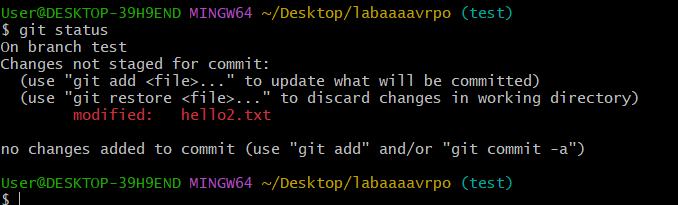 User@DESKTOP-39H9END MINGW64 ~/Desktop/labaaaavrpo (test)
$ git status
On branch test
Changes not staged for commit:
  (use "git add <file>..." to update what will be committed)
  (use "git restore <file>..." to discard changes in working directory)
        modified:   hello2.txt

no changes added to commit (use "git add" and/or "git commit -a")

User@DESKTOP-39H9END MINGW64 ~/Desktop/labaaaavrpo (test)
$